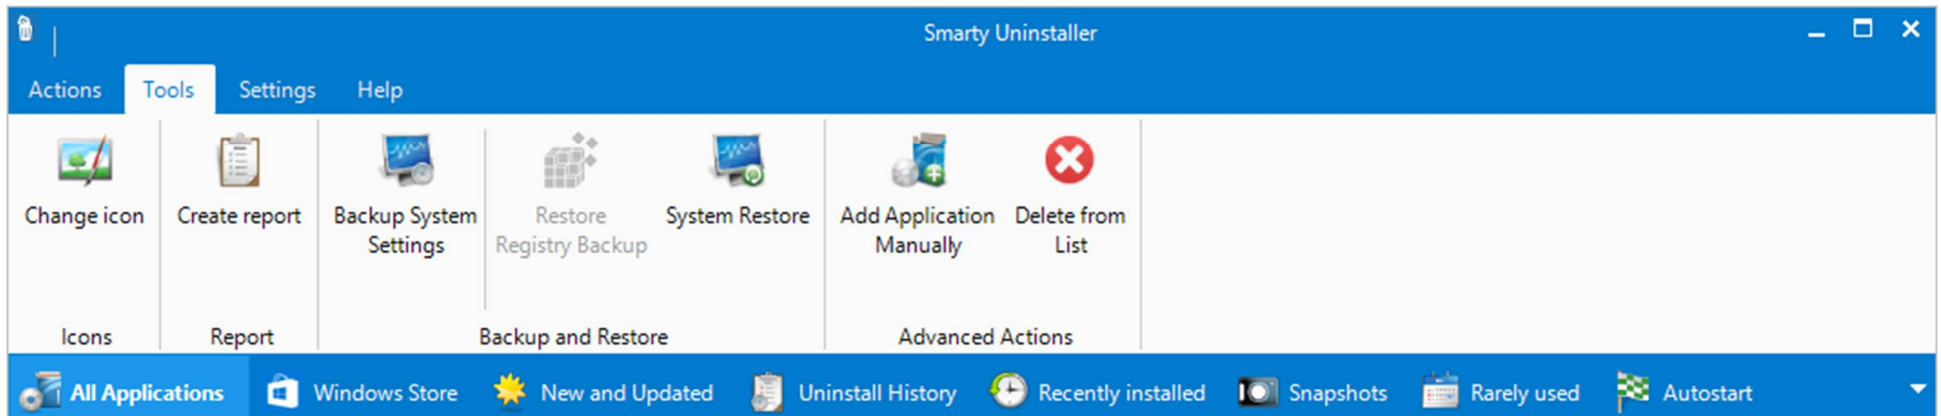 Smarty Uninstaller
Actions Tools Settings Help
Change icon
Create report
Backup System
Settings
Restore
Registry Backup
System Restore
Add Application
Manually
Delete from
List
Icons
Report
Backup and Restore
Advanced Actions
All Applications Windows Store New and Updated Uninstall History Recently installed Snapshots Rarely used Autostart